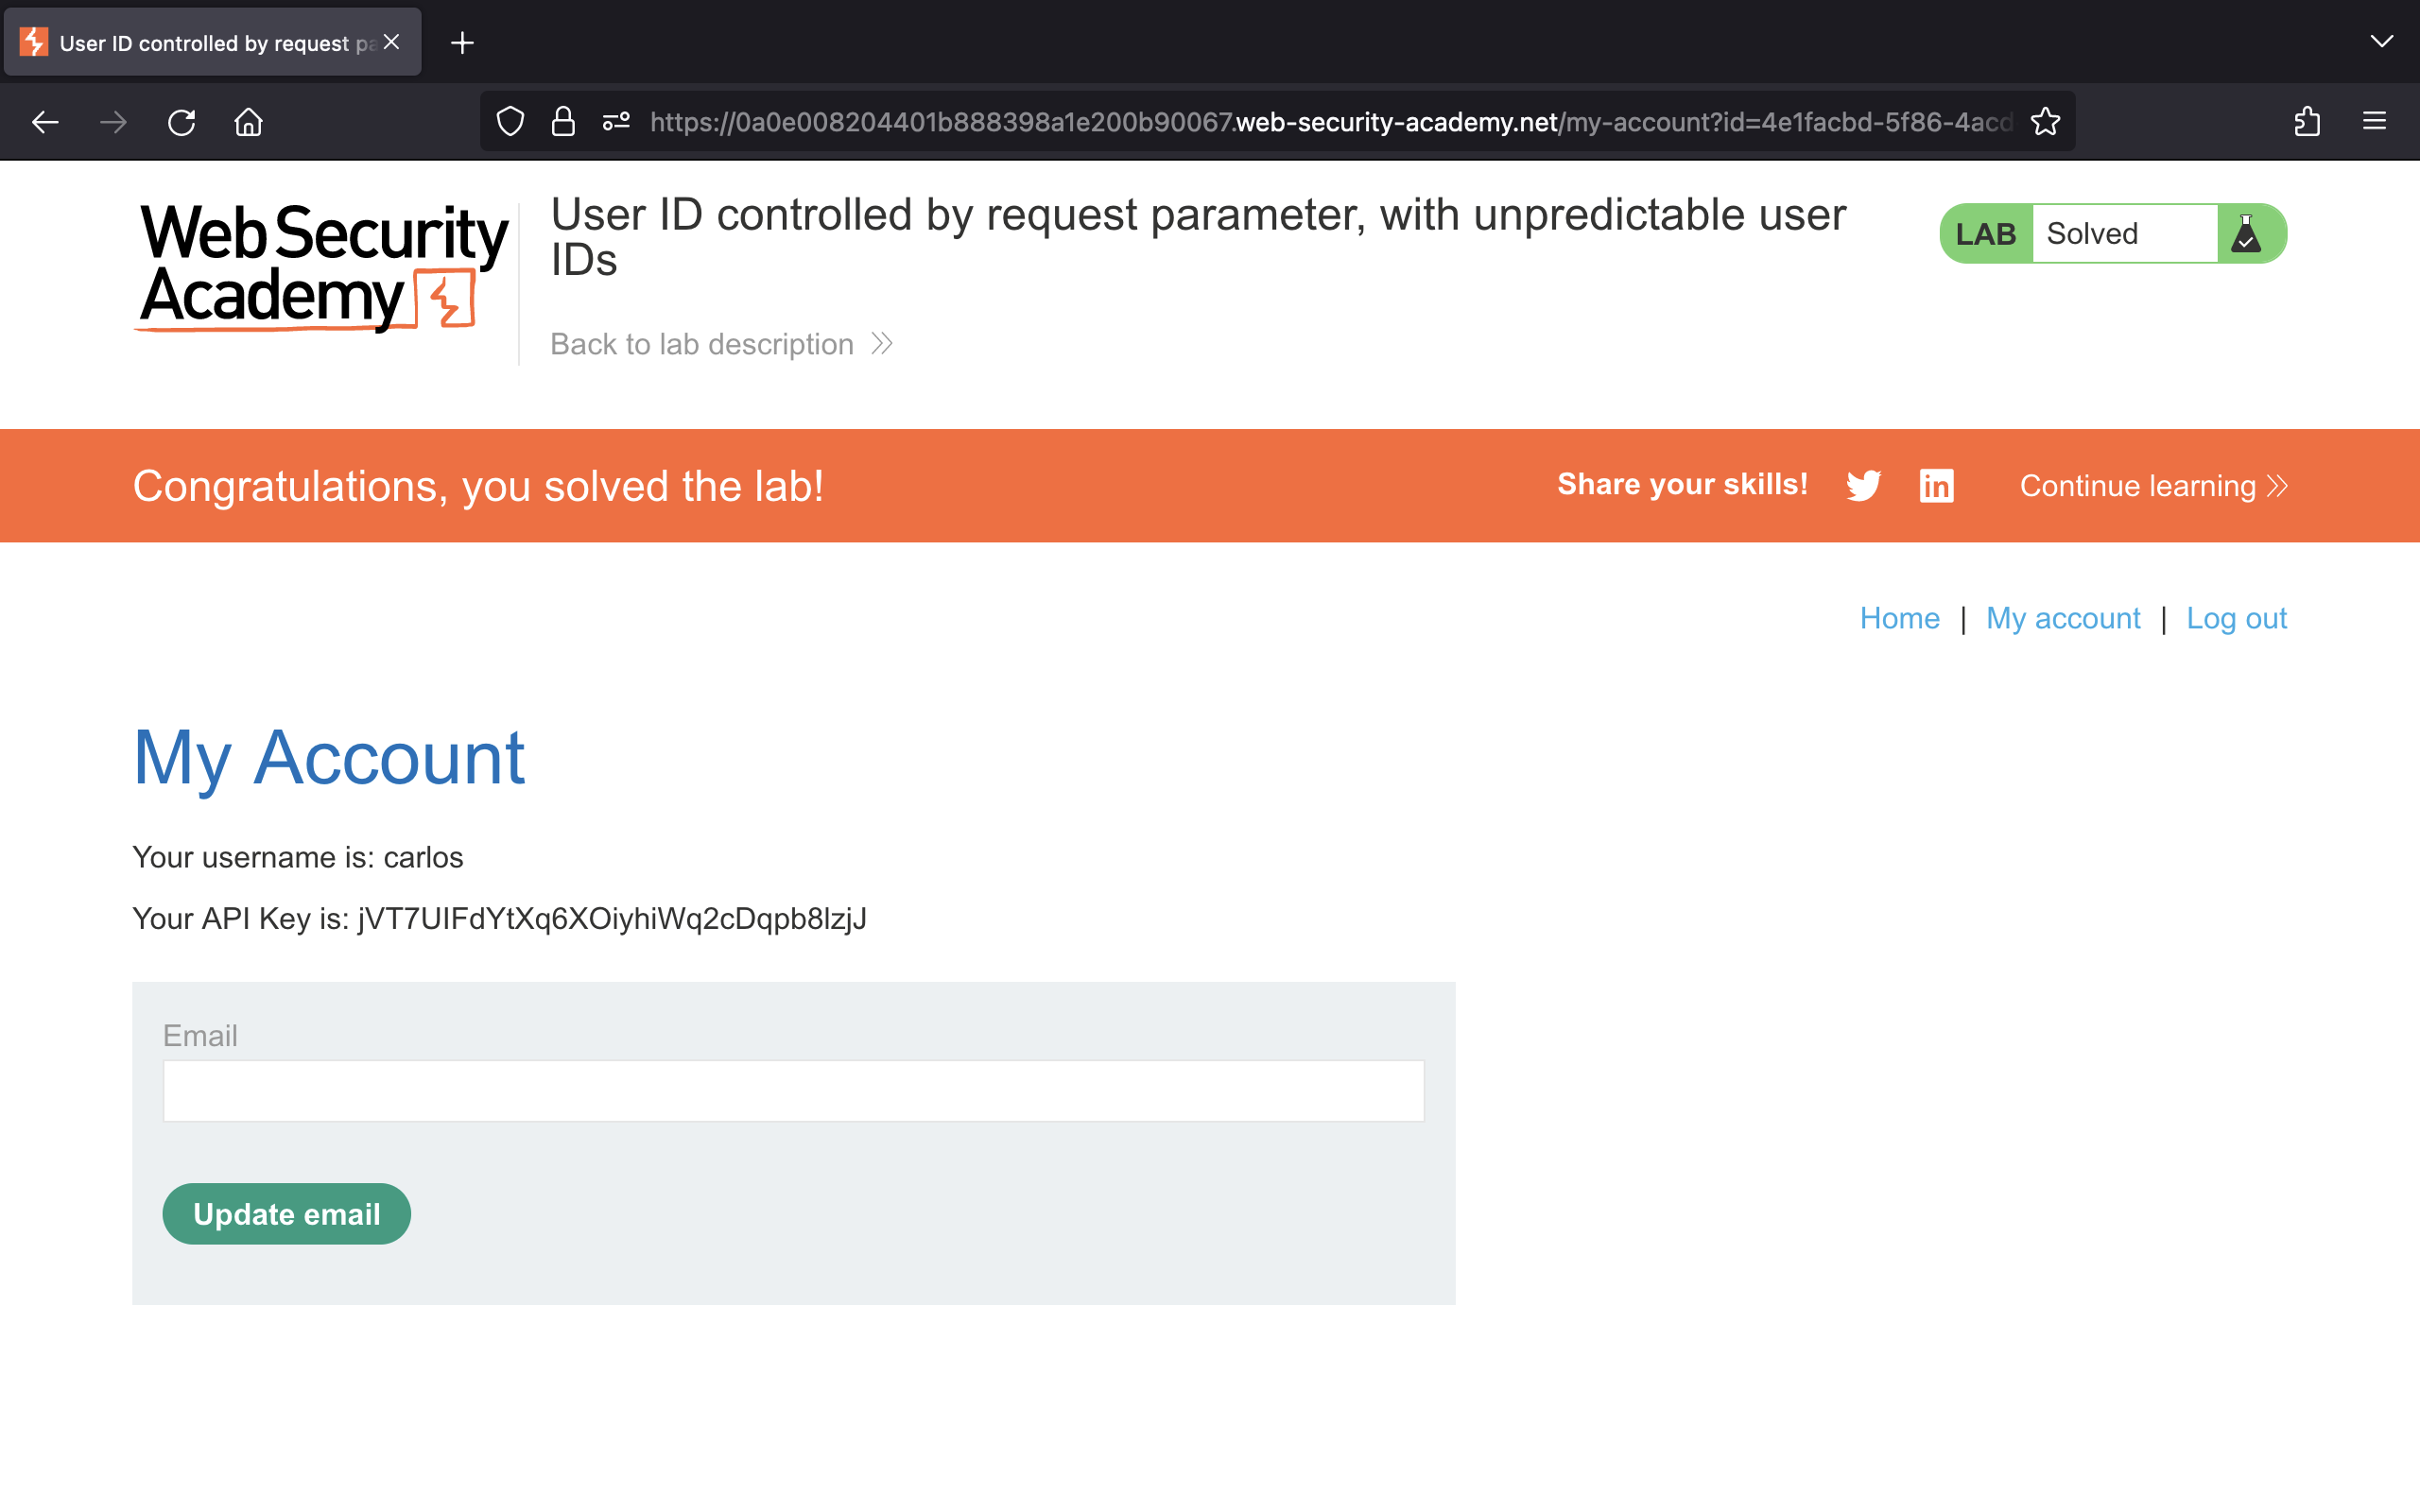 User ID controlled by request pa
https://0a0e008204401b888398a1e200b90067.web-security-academy.net/my-account?id=4e1facbd-5f86-4acd
Web Security
Academy
User ID controlled by request parameter, with unpredictable user
IDs
LAB Solved
Back to lab description
Congratulations, you solved the lab!
Share your skills!
Continue learning
Home | My account | Log out
My Account
Your username is: carlos
Your API Key is: jVT7UIFdYtXq6XOiyhiWq2cDqpb8lzjJ
Email
Update email